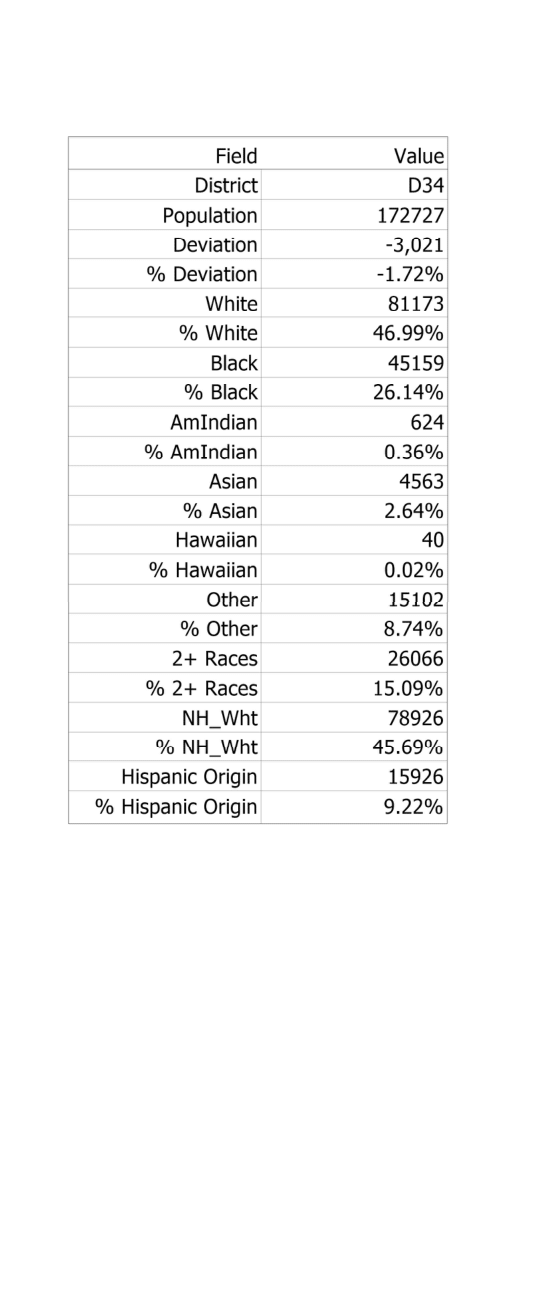 Field Value
District D34
Population 172727
Deviation -3,021
% Deviation -1.72%
White 81173
% White 46.99%
Black 45159
% Black 26.14%
AmIndian 624
% AmIndian 0.36%
Asian 4563
% Asian 2.64%
Hawaiian 40
% Hawaiian 0.02%
Other 15102
% Other 8.74%
2+ Races 26066
% 2+ Races 15.09%
NH_Wht 78926
% NH_Wht 45.69%
Hispanic Origin 15926
% Hispanic Origin 9.22%